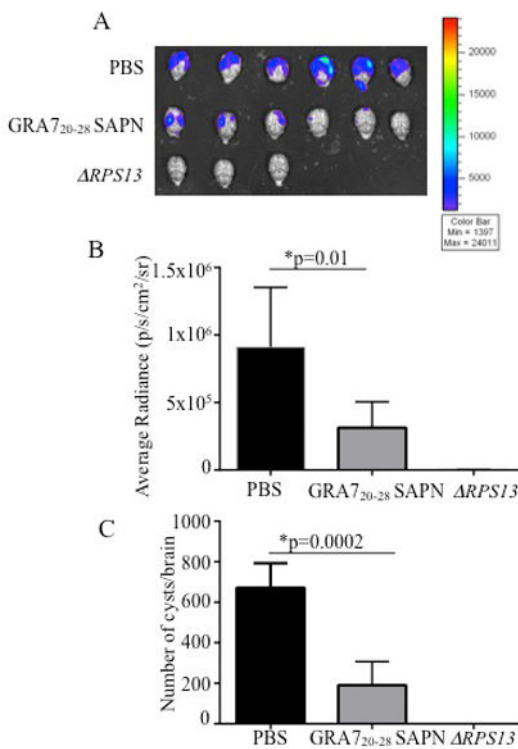 A
PBS
GRA7₂₀₋₂₈ SAPN
ΔRPS13
20000
15000
10000
5000
Color Bar
Min = 1397
Max = 24011
B
*p=0.01
Average Radiance (p/s/cm²/sr)
1.5x10⁶
1x10⁶
5x10⁵
0
PBS GRA7₂₀₋₂₈ SAPN ΔRPS13
C
*p=0.0002
Number of cysts/brain
1000
800
600
400
200
0
PBS GRA7₂₀₋₂₈ SAPN ΔRPS13